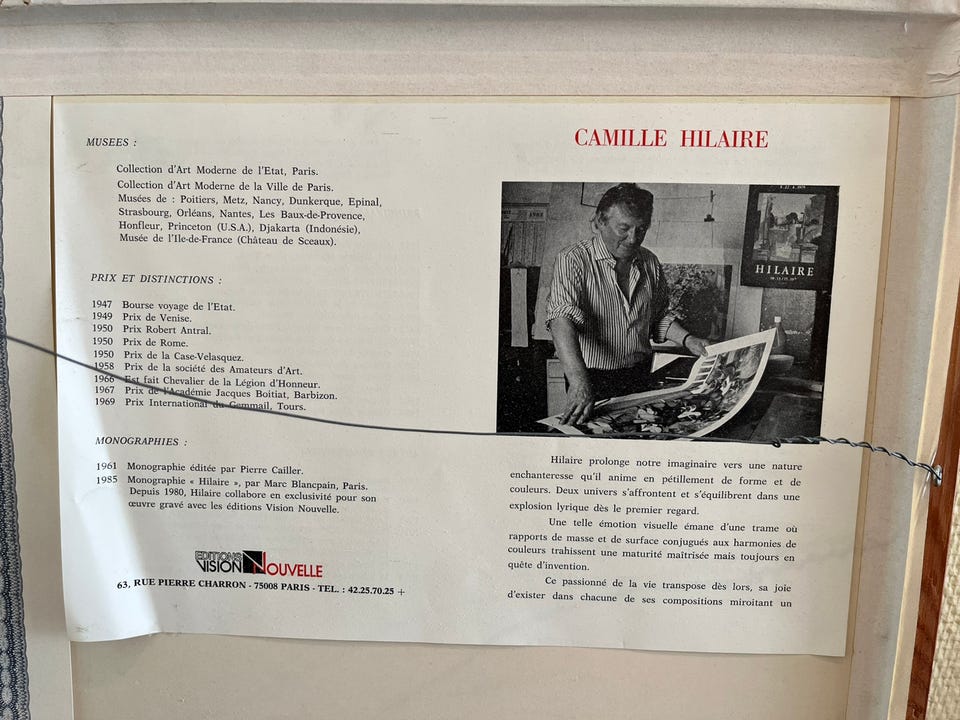 MUSEES :
Collection d'Art Moderne de l'Etat, Paris.
Collection d'Art Moderne de la Ville de Paris.
Musées de : Poitiers, Metz, Nancy, Dunkerque, Epinal,
Strasbourg, Orléans, Nantes, Les Baux-de-Provence,
Honfleur, Princeton (U.S.A.), Djakarta (Indonésie),
Musée de l'Ile-de-France (Château de Sceaux).
PRIX ET DISTINCTIONS :
1947 Bourse voyage de l'Etat.
1949 Prix de Venise.
1950 Prix Robert Antral.
1950 Prix de Rome.
1950 Prix de la Case-Velasquez.
1958 Prix de la société des Amateurs d'Art.
1966 Est fait Chevalier de la Légion d'Honneur.
1967 Prix de l'Académie Jacques Boitiat, Barbizon.
1969 Prix International du Gemmail, Tours.
MONOGRAPHIES :
1961 Monographie éditée par Pierre Cailler.
1985 Monographie « Hilaire », par Marc Blancpain, Paris.
Depuis 1980, Hilaire collabore en exclusivité pour son
œuvre gravé avec les éditions Vision Nouvelle.
EDITIONS
VISION NOUVELLE
63, RUE PIERRE CHARRON - 75008 PARIS - TEL. : 42.25.70.25 +
CAMILLE HILAIRE
HILAIRE
Hilaire prolonge notre imaginaire vers une nature
enchanteresse qu'il anime en pétillement de forme et de
couleurs. Deux univers s'affrontent et s'équilibrent dans une
explosion lyrique dès le premier regard.
Une telle émotion visuelle émane d'une trame où
rapports de masse et de surface conjugués aux harmonies de
couleurs trahissent une maturité maîtrisée mais toujours en
quête d'invention.
Ce passionné de la vie transpose dès lors, sa joie
d'exister dans chacune de ses compositions miroitant un